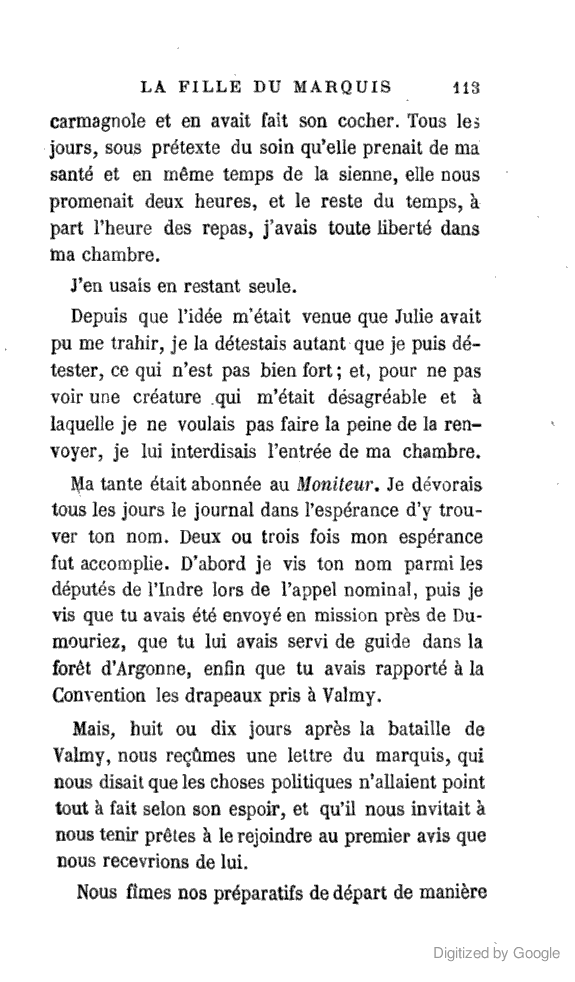 LA FILLE DU MARQUIS 113
carmagnole et en avait fait son cocher. Tous les
jours, sous prétexte du soin qu'elle prenait de ma
santé et en même temps de la sienne, elle nous
promenait deux heures, et le reste du temps, à
part l'heure des repas, j'avais toute liberté dans
ma chambre.
J'en usais en restant seule.
Depuis que l'idée m'était venue que Julie avait
pu me trahir, je la détestais autant que je puis dé-
tester, ce qui n'est pas bien fort; et, pour ne pas
voir une créature qui m'était désagréable et à
laquelle je ne voulais pas faire la peine de la ren-
voyer, je lui interdisais l'entrée de ma chambre.
Ma tante était abonnée au Moniteur. Je dévorais
tous les jours le journal dans l'espérance d'y trou-
ver ton nom. Deux ou trois fois mon espérance
fut accomplie. D'abord je vis ton nom parmi les
députés de l'Indre lors de l'appel nominal, puis je
vis que tu avais été envoyé en mission près de Du-
mouriez, que tu lui avais servi de guide dans la
forêt d'Argonne, enfin que tu avais rapporté à la
Convention les drapeaux pris à Valmy.
Mais, huit ou dix jours après la bataille de
Valmy, nous reçûmes une lettre du marquis, qui
nous disait que les choses politiques n'allaient point
tout à fait selon son espoir, et qu'il nous invitait à
nous tenir prêtes à le rejoindre au premier avis que
nous recevrions de lui.
Nous fîmes nos préparatifs de départ de manière
Digitized by Google